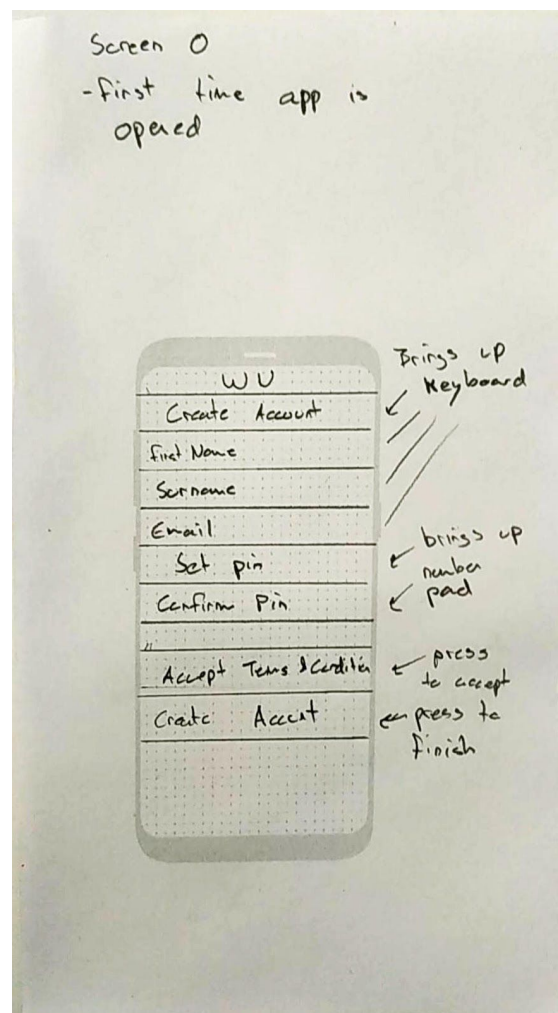 Screen 0
- first time app is
opened
Brings up
Keyboard
WU
Create Account
First Name
Surname
Email
Set pin
Confirm Pin
"
Accept Terms & Condition
Create Account
brings up
number
pad
press
to accept
press to
finish